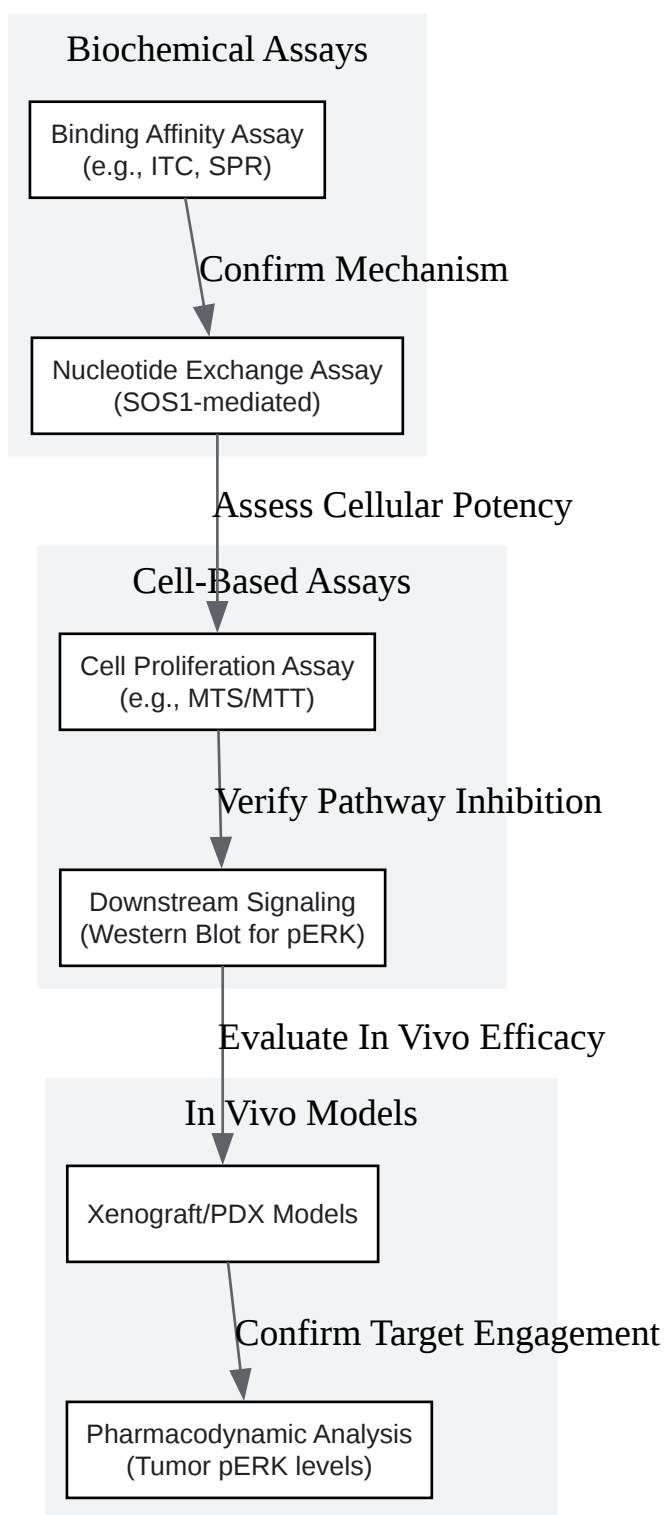 Biochemical Assays
Binding Affinity Assay
(e.g., ITC, SPR)
Confirm Mechanism
Nucleotide Exchange Assay
(SOS1-mediated)
Assess Cellular Potency
Cell-Based Assays
Cell Proliferation Assay
(e.g., MTS/MTT)
Verify Pathway Inhibition
Downstream Signaling
(Western Blot for pERK)
Evaluate In Vivo Efficacy
In Vivo Models
Xenograft/PDX Models
Confirm Target Engagement
Pharmacodynamic Analysis
(Tumor pERK levels)